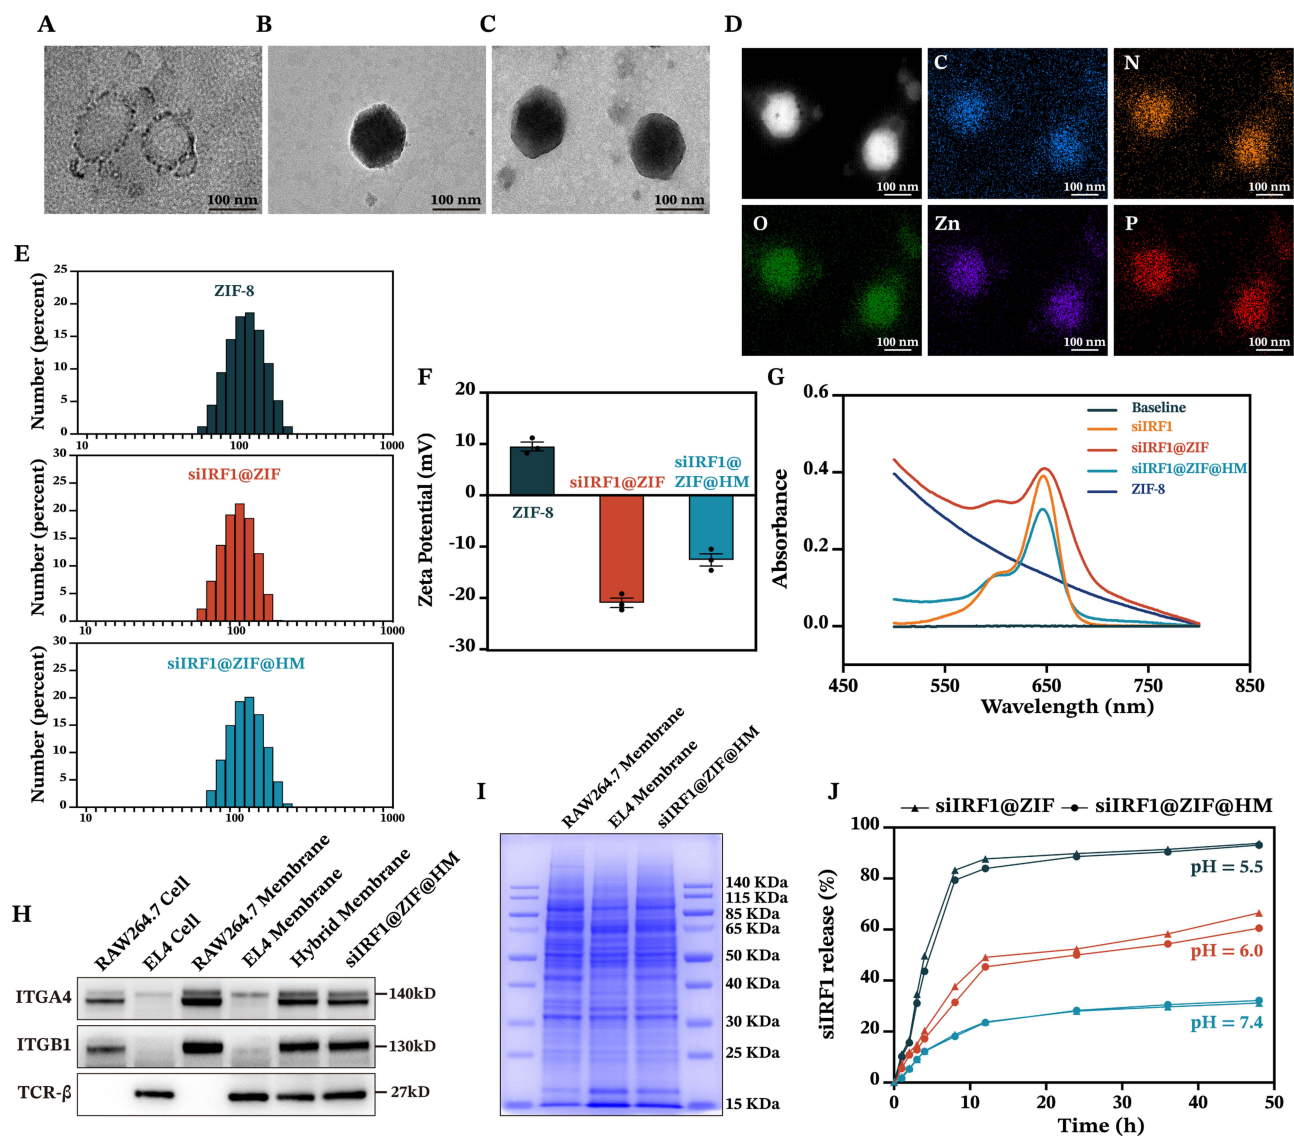 A
B
C
D
100 nm
100 nm
100 nm
100 nm
C
100 nm
N
100 nm
O
100 nm
Zn
100 nm
P
100 nm
E
Number (percent)
25
20
15
10
5
0
ZIF-8
10
100
1000
Number (percent)
30
25
20
15
10
5
0
siIRF1@ZIF
10
100
1000
Number (percent)
30
25
20
15
10
5
0
siIRF1@ZIF@HM
10
100
1000
F
Zeta Potential (mV)
20
10
0
-10
-20
-30
ZIF-8
siIRF1@ZIF
siIRF1@
ZIF@HM
G
Absorbance
0.6
0.4
0.2
0.0
Baseline
siIRF1
siIRF1@ZIF
siIRF1@ZIF@HM
ZIF-8
450
550
650
750
850
Wavelength (nm)
H
RAW264.7 Cell
EL4 Cell
RAW264.7 Membrane
EL4 Membrane
Hybrid Membrane
siIRF1@ZIF@HM
ITGA4
140kD
ITGB1
130kD
TCR-β
27kD
I
RAW264.7 Membrane
EL4 Membrane
siIRF1@ZIF@HM
140 KDa
115 KDa
85 KDa
65 KDa
50 KDa
40 KDa
30 KDa
25 KDa
15 KDa
J
siIRF1@ZIF
siIRF1@ZIF@HM
siIRF1 release (%)
100
80
60
40
20
0
pH = 5.5
pH = 6.0
pH = 7.4
0
10
20
30
40
50
Time (h)